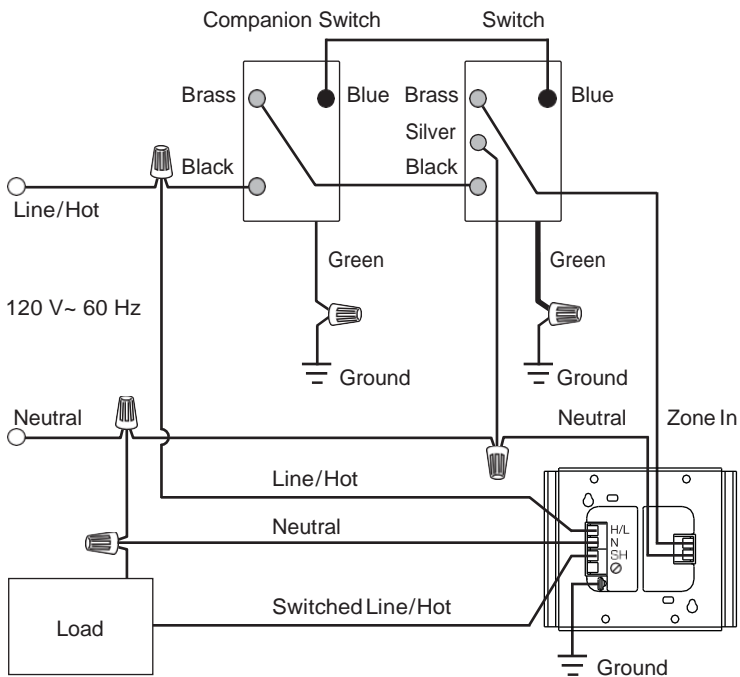 Companion Switch
Switch
Brass
Blue
Brass
Blue
Silver
Black
Black
Line/Hot
Green
Green
120 V~ 60 Hz
Ground
Ground
Neutral
Neutral
Zone In
Line/Hot
H/L
Neutral
N
SH
Switched Line/Hot
Load
Ground